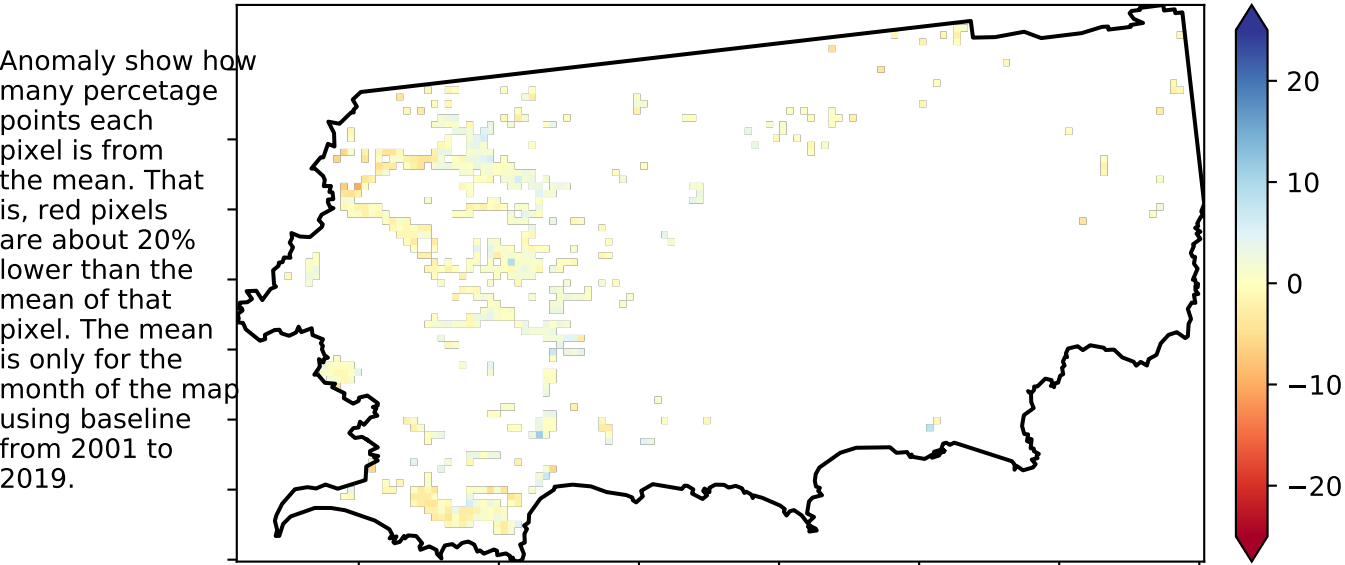 Anomaly show how
many percetage
points each
pixel is from
the mean. That
is, red pixels
are about 20%
lower than the
mean of that
pixel. The mean
is only for the
month of the map
using baseline
from 2001 to
2019.
20
10
0
−10
−20